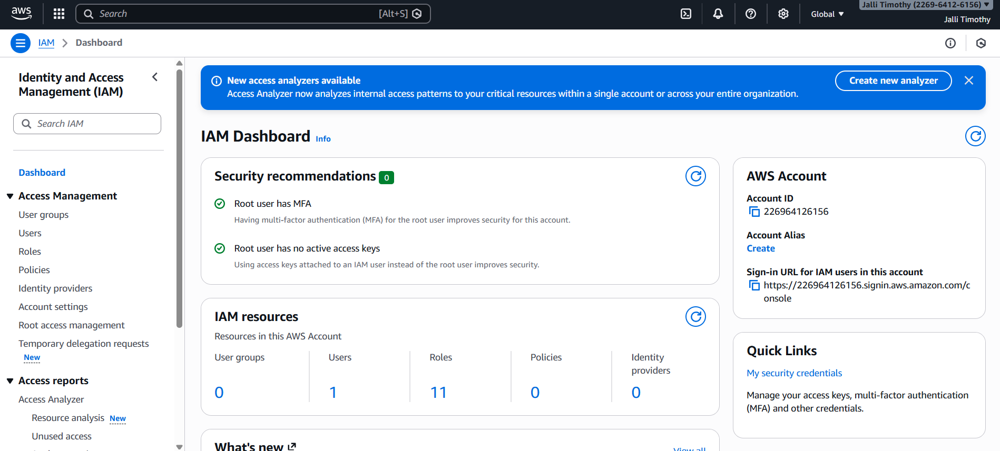 aws
Search
[Alt+S]
Global
Jalli Timothy (2269-6412-6156)
Jalli Timothy
IAM
Dashboard
Identity and Access
Management (IAM)
Search IAM
Dashboard
Access Management
User groups
Users
Roles
Policies
Identity providers
Account settings
Root access management
Temporary delegation requests
New
Access reports
Access Analyzer
Resource analysis New
Unused access
New access analyzers available
Access Analyzer now analyzes internal access patterns to your critical resources within a single account or across your entire organization.
Create new analyzer
IAM Dashboard Info
Security recommendations 0
Root user has MFA
Having multi-factor authentication (MFA) for the root user improves security for this account.
Root user has no active access keys
Using access keys attached to an IAM user instead of the root user improves security.
IAM resources
Resources in this AWS Account
User groups
0
Users
1
Roles
11
Policies
0
Identity
providers
0
What's new
View all
AWS Account
Account ID
226964126156
Account Alias
Create
Sign-in URL for IAM users in this account
https://226964126156.signin.aws.amazon.com/c
onsole
Quick Links
My security credentials
Manage your access keys, multi-factor authentication
(MFA) and other credentials.